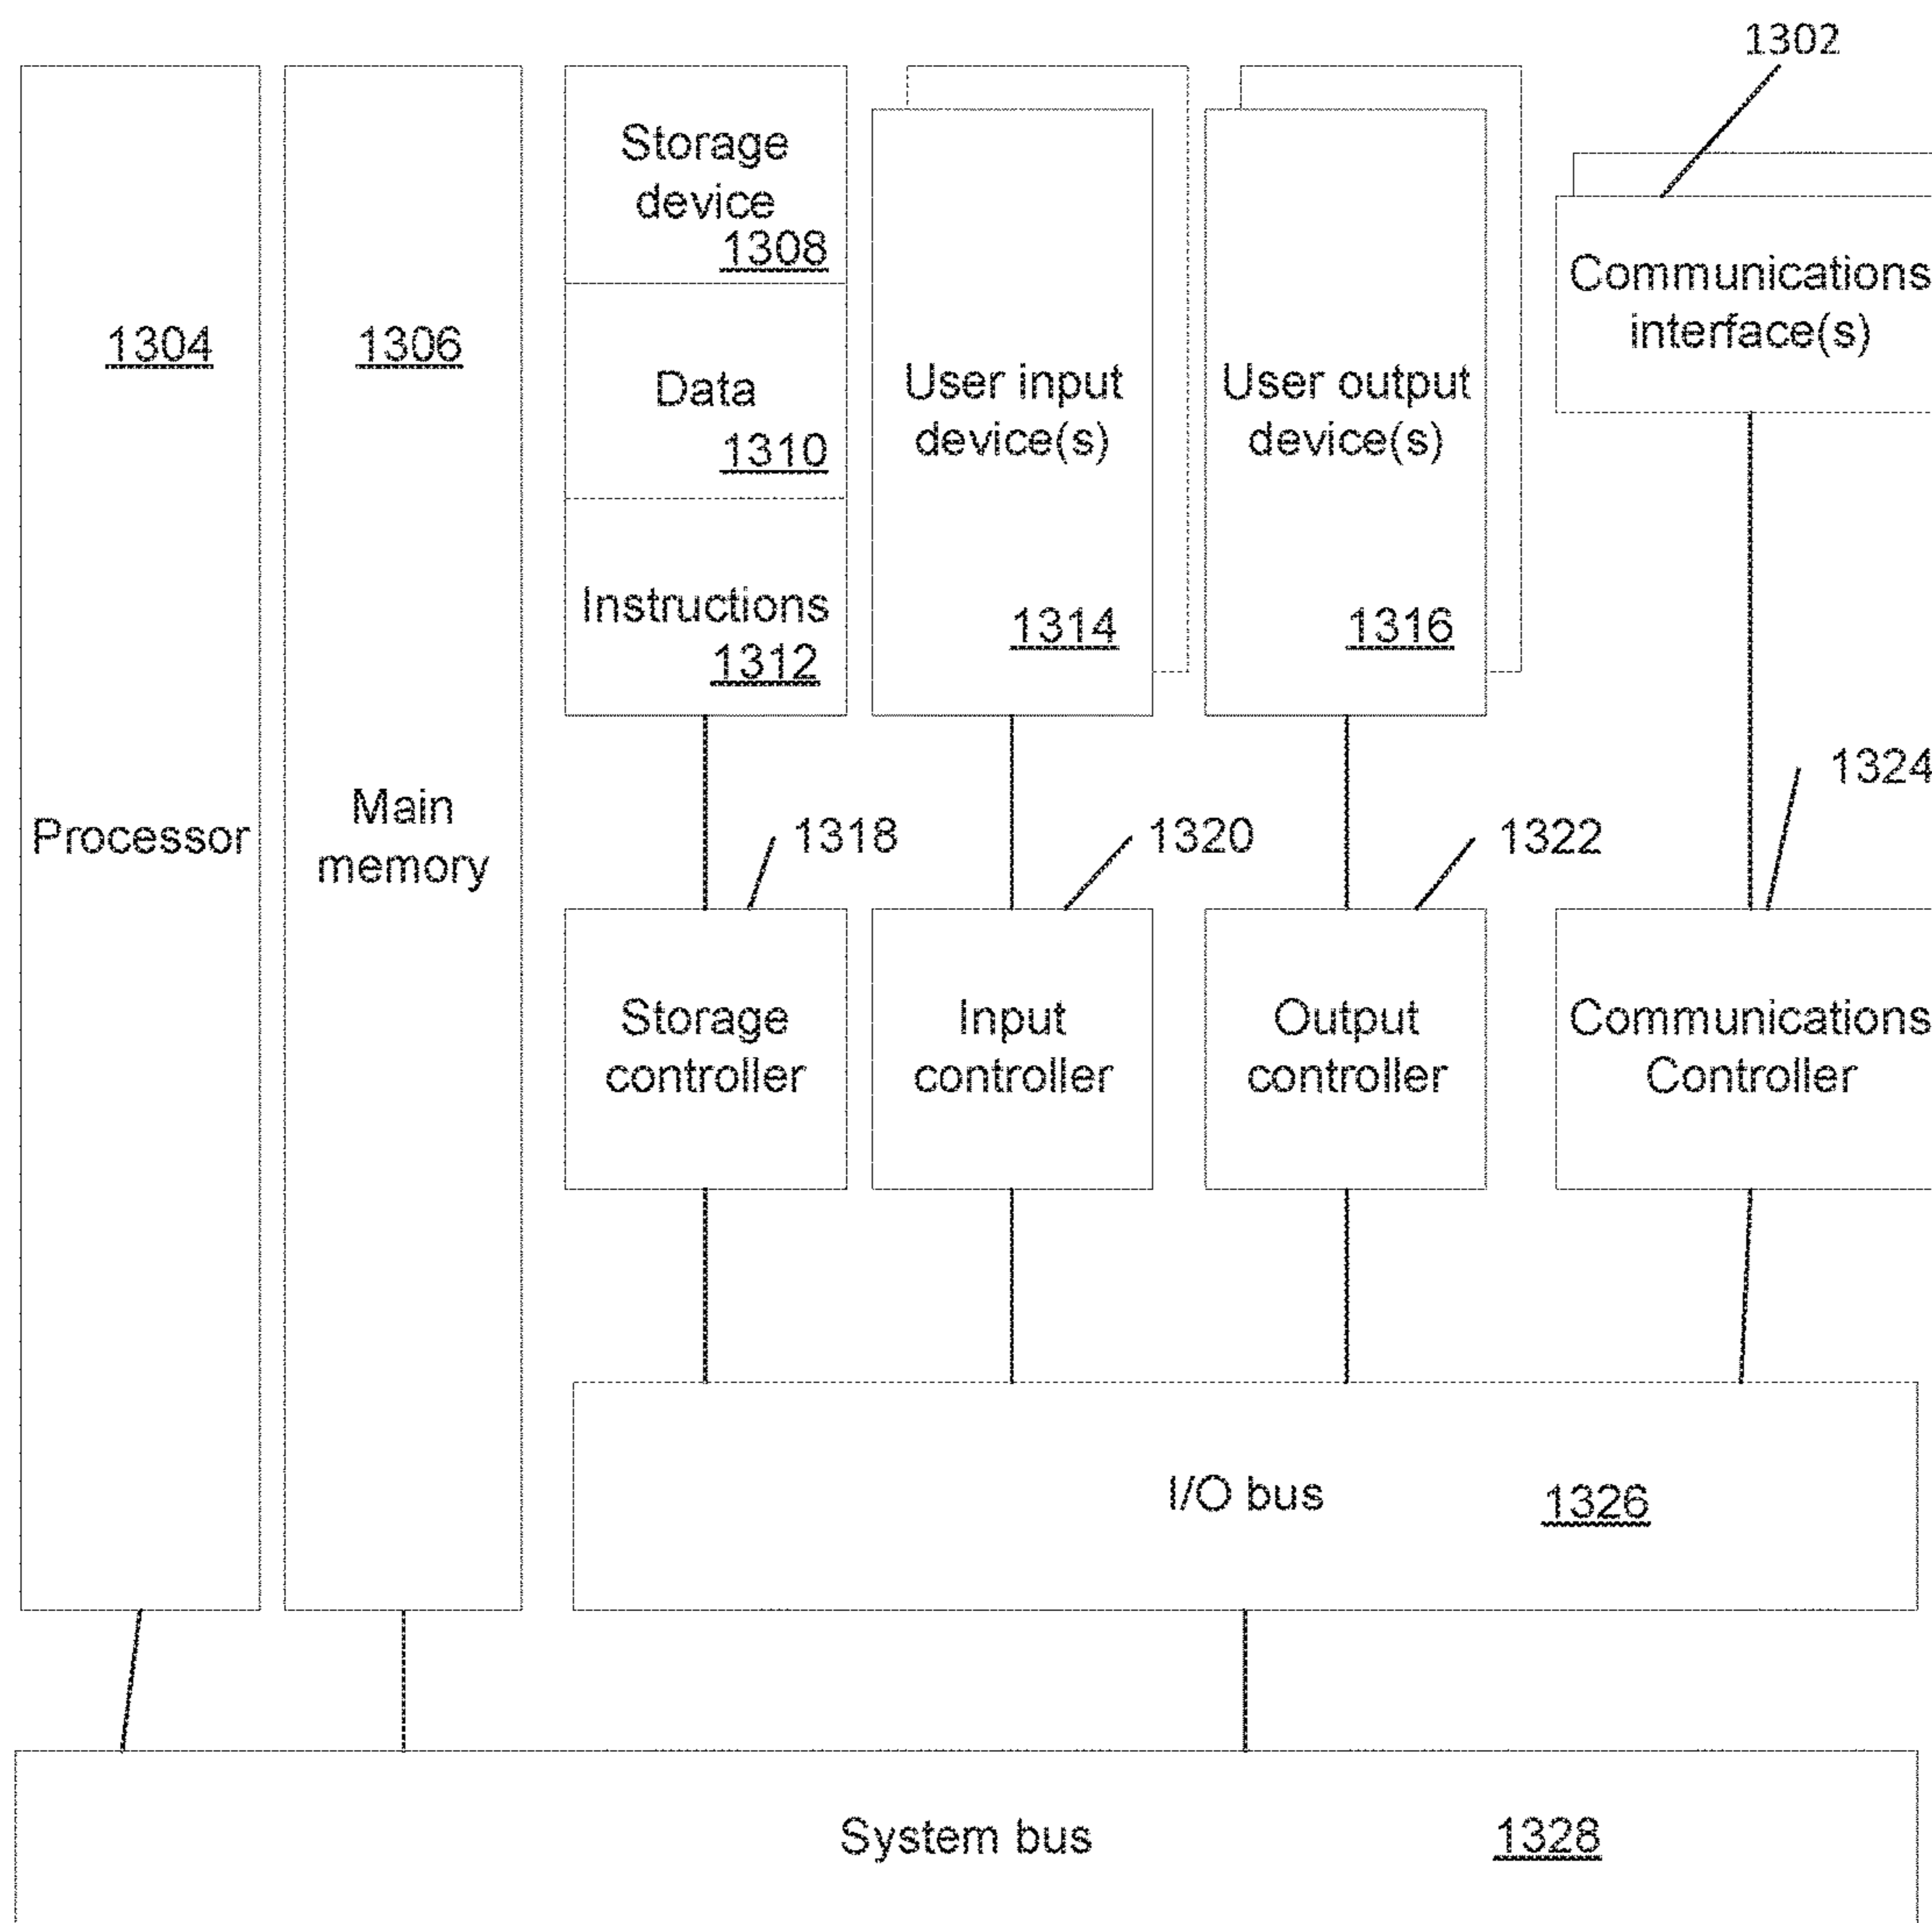 1302
Storage
device
1308
Communications
interface(s)
1304
1306
Data
1310
User input
device(s)
User output
device(s)
Instructions
1312
1314
1316
1324
Processor
Main
memory
1318
1320
1322
Storage
controller
Input
controller
Output
controller
Communications
Controller
I/O bus
1326
System bus
1328